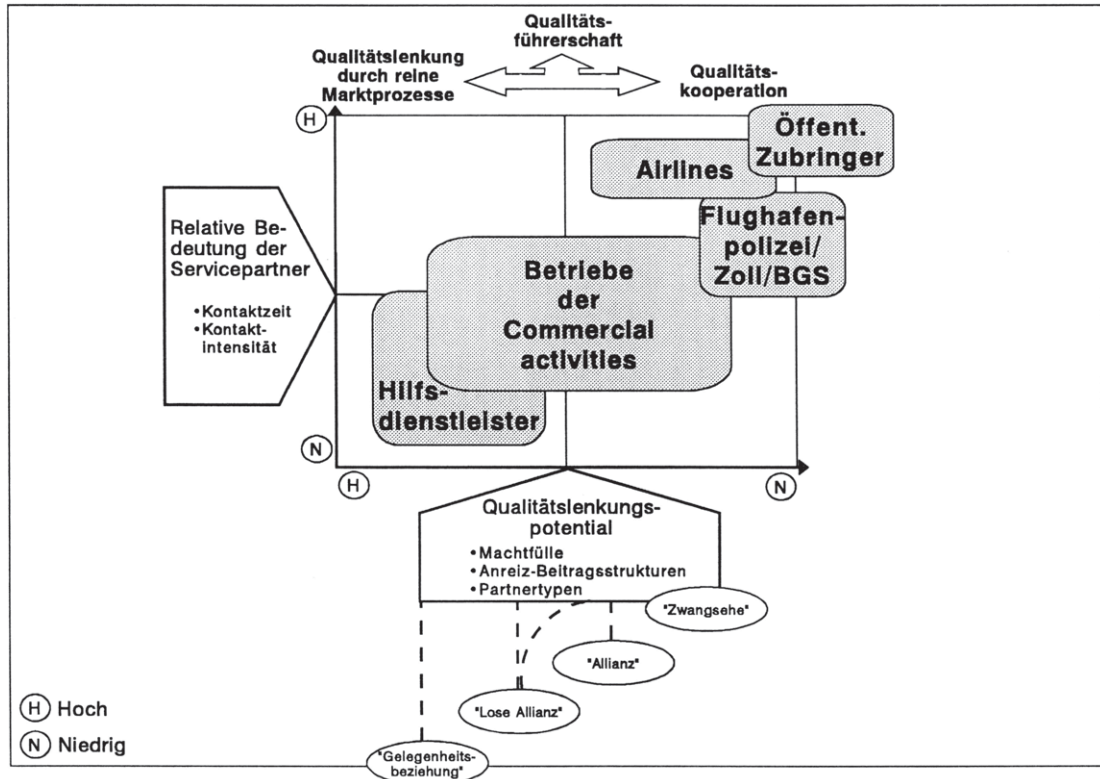 Qualitäts-
führerschaft
Qualitätslenkung
durch reine
Marktprozesse
Qualitäts-
kooperation
H
Öffent.
Zubringer
Airlines
Flughafen-
polizei/
Zoll/BGS
Relative Be-
deutung der
Servicepartner
• Kontaktzeit
• Kontakt-
intensität
Betriebe
der
Commercial
activities
Hilfs-
dienstleister
N
H
N
Qualitätslenkungs-
potential
• Machtfülle
• Anreiz-Beitragsstrukturen
• Partnertypen
"Zwangsehe"
"Allianz"
"Lose Allianz"
"Gelegenheits-
beziehung"
H Hoch
N Niedrig